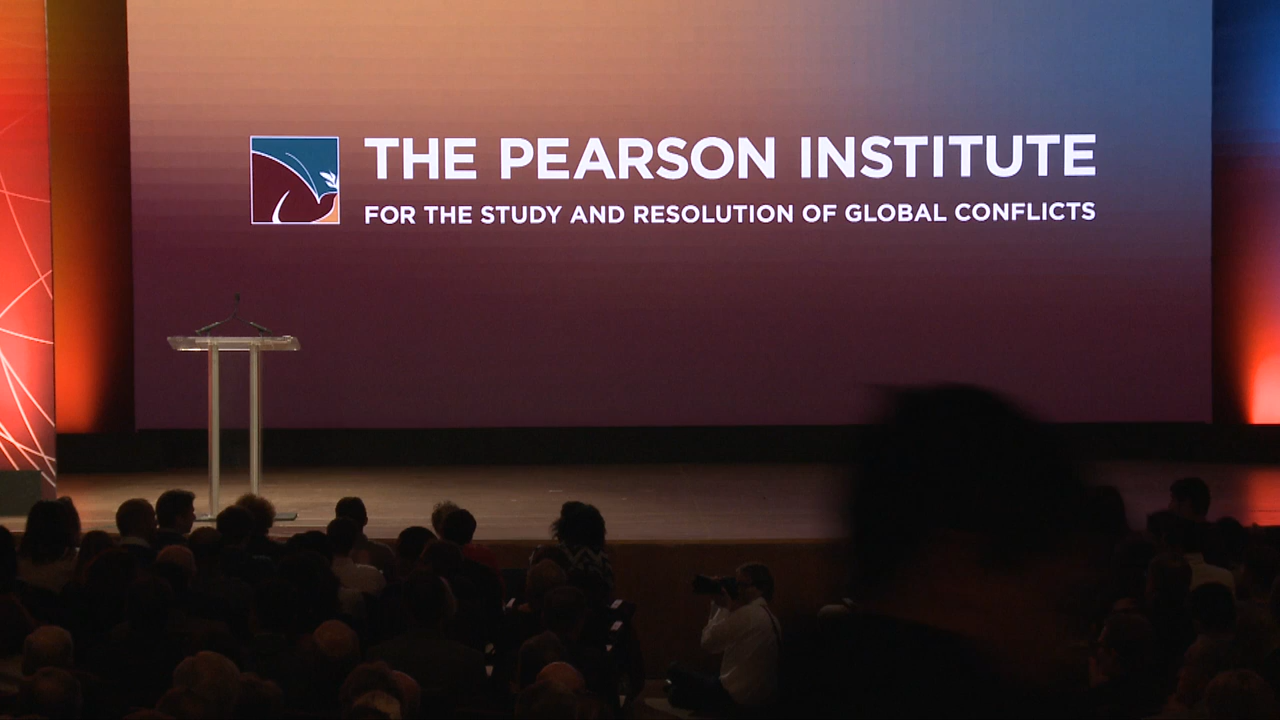 THE PEARSON INSTITUTE
FOR THE STUDY AND RESOLUTION OF GLOBAL CONFLICTS